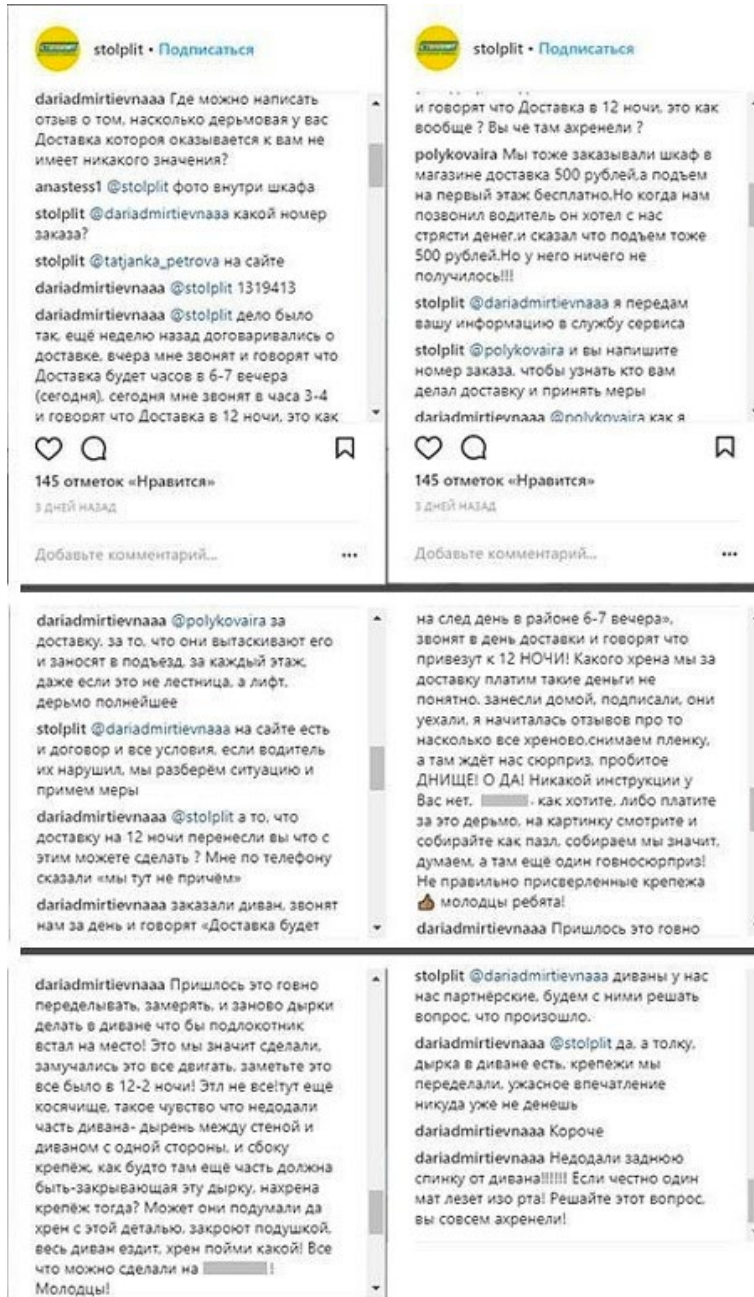 stolplit • Подписаться
dariadmirtievnaaa Где можно написать
отзыв о том, насколько дерьмовая у вас
Доставка котороя оказывается к вам не
имеет никакого значения?
anastess1 @stolplit фото внутри шкафа
stolplit @dariadmirtievnaaa какой номер
заказа?
stolplit @tatjanka_petrova на сайте
dariadmirtievnaaa @stolplit 1319413
dariadmirtievnaaa @stolplit дело было
так, ещё неделю назад договаривались о
доставке, вчера мне звонят и говорят что
Доставка будет часов в 6-7 вечера
(сегодня), сегодня мне звонят в часа 3-4
и говорят что Доставка в 12 ночи, это как
145 отметок «Нравится»
3 ДНЕЙ НАЗАД
Добавьте комментарий...
stolplit • Подписаться
и говорят что Доставка в 12 ночи, это как
вообще ? Вы че там ахренели ?
polykovaira Мы тоже заказывали шкаф в
магазине доставка 500 рублей,а подъем
на первый этаж бесплатно.Но когда нам
позвонил водитель он хотел с нас
стрясти денег.и сказал что подъем тоже
500 рублей.Но у него ничего не
получилось!!!
stolplit @dariadmirtievnaaa я передам
вашу информацию в службу сервиса
stolplit @polykovaira и вы напишите
номер заказа, чтобы узнать кто вам
делал доставку и принять меры
dariadmirtievnaaa @polykovaira как я
145 отметок «Нравится»
3 ДНЕЙ НАЗАД
Добавьте комментарий...
dariadmirtievnaaa @polykovaira за
доставку, за то, что они вытаскивают его
и заносят в подъезд, за каждый этаж,
даже если это не лестница, а лифт,
дерьмо полнейшее
stolplit @dariadmirtievnaaa на сайте есть
и договор и все условия, если водитель
их нарушил, мы разберём ситуацию и
примем меры
dariadmirtievnaaa @stolplit а то, что
доставку на 12 ночи перенесли вы что с
этим можете сделать ? Мне по телефону
сказали «мы тут не причём»
dariadmirtievnaaa заказали диван, звонят
нам за день и говорят «Доставка будет
на след день в районе 6-7 вечера»,
звонят в день доставки и говорят что
привезут к 12 НОЧИ! Какого хрена мы за
доставку платим такие деньги не
понятно, занесли домой, подписали, они
уехали, я начиталась отзывов про то
насколько все хреново,снимаем пленку,
а там ждёт нас сюрприз, пробитое
ДНИЩЕ! О ДА! Никакой инструкции у
Вас нет, - как хотите, либо платите
за это дерьмо, на картинку смотрите и
собирайте как пазл, собираем мы значит,
думаем, а там ещё один говносюрприз!
Не правильно присверленные крепежа
👍🏾 молодцы ребята!
dariadmirtievnaaa Пришлось это говно
dariadmirtievnaaa Пришлось это говно
переделывать, замерять, и заново дырки
делать в диване что бы подлокотник
встал на место! Это мы значит сделали,
замучались это все двигать, заметьте это
все было в 12-2 ночи! Этл не все!тут ещё
косячище, такое чувство что недодали
часть дивана- дырень между стеной и
диваном с одной стороны, и сбоку
крепёж, как будто там ещё часть должна
быть-закрывающая эту дырку, нахрена
крепёж тогда? Может они подумали да
хрен с этой деталью, закроют подушкой,
весь диван ездит, хрен пойми какой! Все
что можно сделали на !
Молодцы!
stolplit @dariadmirtievnaaa диваны у нас
нас партнёрские, будем с ними решать
вопрос, что произошло.
dariadmirtievnaaa @stolplit да, а толку,
дырка в диване есть, крепежи мы
переделали, ужасное впечатление
никуда уже не денешь
dariadmirtievnaaa Короче
dariadmirtievnaaa Недодали заднюю
спинку от дивана!!!!!! Если честно один
мат лезет изо рта! Решайте этот вопрос,
вы совсем ахренели!